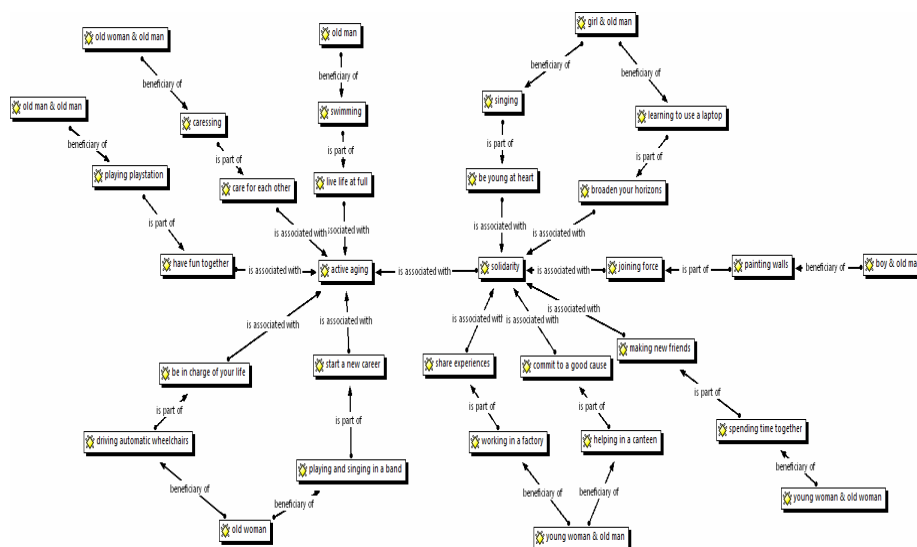 girl & old man
old woman & old man
old man
beneficiary of
beneficiary of
beneficiary of
beneficiary of
old man & old man
singing
swimming
learning to use a laptop
caressing
beneficiary of
is part of
is part of
is part of
is part of
playing playstation
be young at heart
live life at full
care for each other
broaden your horizons
is part of
is associated with
is associated with
sociated with
is associated with
have fun together
is associated with
active aging
is associated with
solidarity
is associated with
joining force
is part of
painting walls
beneficiary of
boy & old ma
is associated with
is associated with
is associated with
is associated with
is associated with
making new friends
be in charge of your life
start a new career
share experiences
commit to a good cause
is part of
is part of
is part of
is part of
is part of
driving automatic wheelchairs
working in a factory
helping in a canteen
spending time together
playing and singing in a band
beneficiary of
beneficiary of
beneficiary of
beneficiary of
beneficiary of
young woman & old woman
old woman
young woman & old man